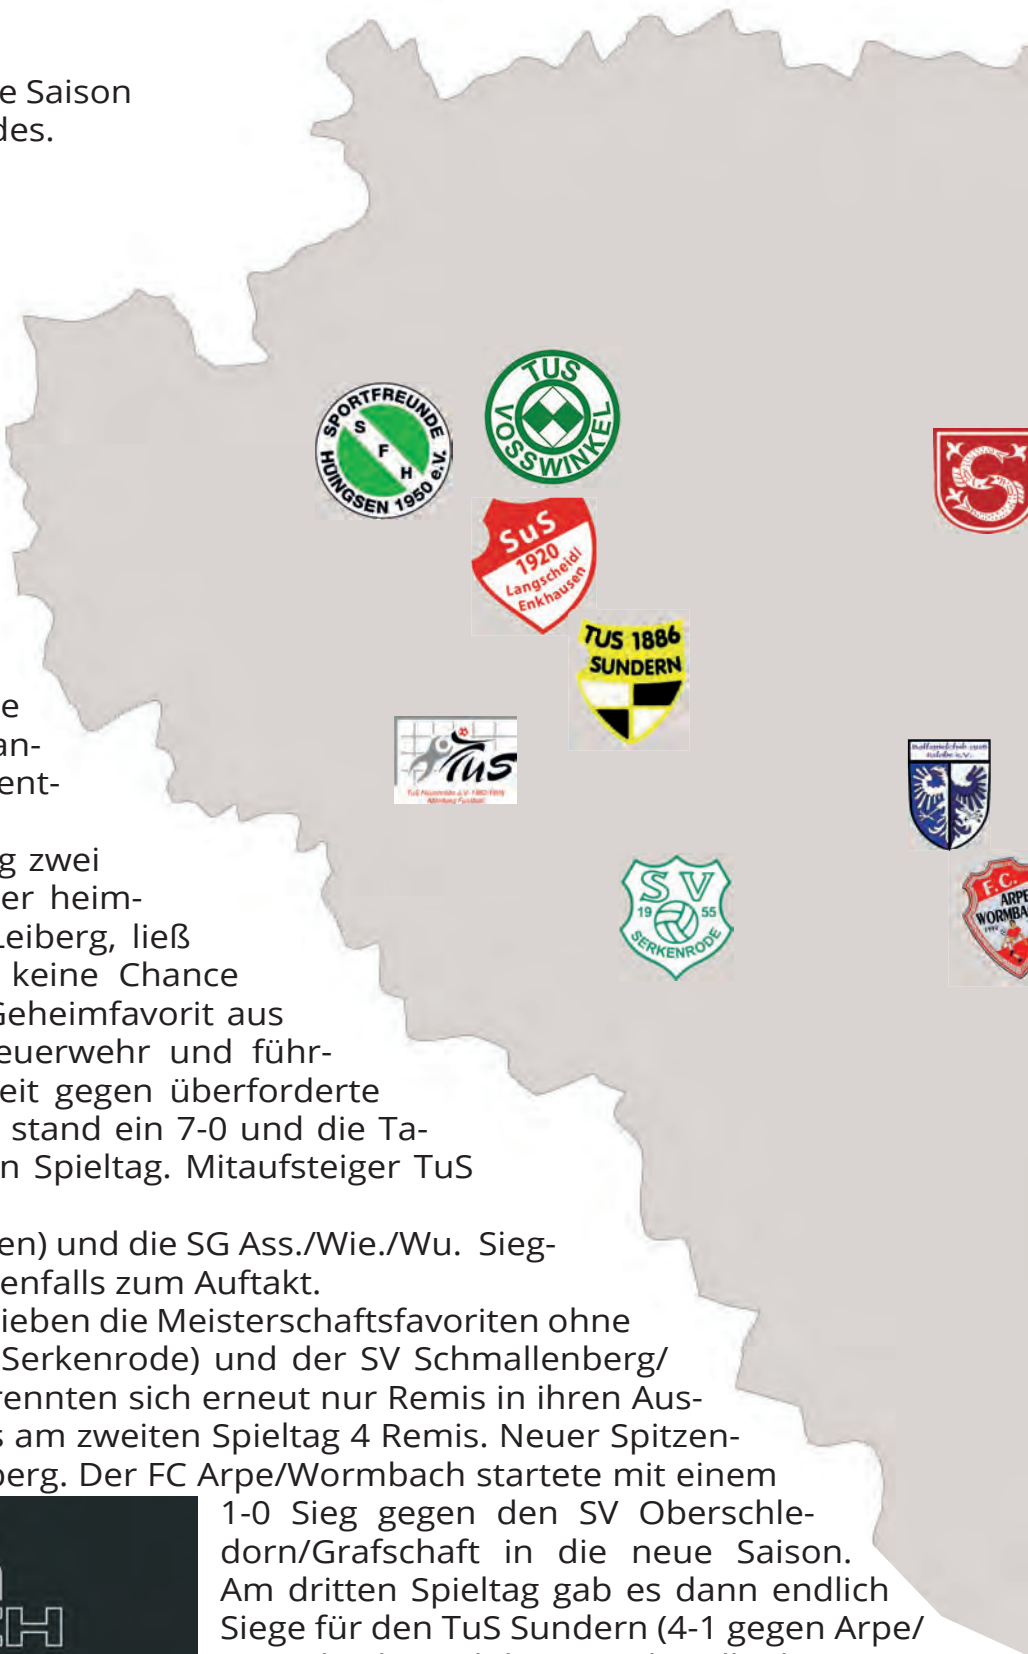 e Saison
des.
SPORTFREUNDE
S
F
H
HÜINGSEN 1950 e.V.
TUS
VOSSWINKEL
S
SuS
1920
Langscheid/
Enkhausen
TUS 1886
SUNDERN
TuS
e
an-
ent-
g zwei
er heim-
Leiberg, ließ
keine Chance
Geheimfavorit aus
euerwehr und führ-
eit gegen überforderte
stand ein 7-0 und die Ta-
n Spieltag. Mitaufsteiger TuS
SV
19 55
SERKENRODE
F.C.
ARPE
WORMBA
en) und die SG Ass./Wie./Wu. Sieg-
enfalls zum Auftakt.
ieben die Meisterschaftsfavoriten ohne
Serkenrode) und der SV Schmallenberg/
rennten sich erneut nur Remis in ihren Aus-
s am zweiten Spieltag 4 Remis. Neuer Spitzen-
berg. Der FC Arpe/Wormbach startete mit einem
1-0 Sieg gegen den SV Oberschle-
dorn/Grafschaft in die neue Saison.
Am dritten Spieltag gab es dann endlich
Siege für den TuS Sundern (4-1 gegen Arpe/